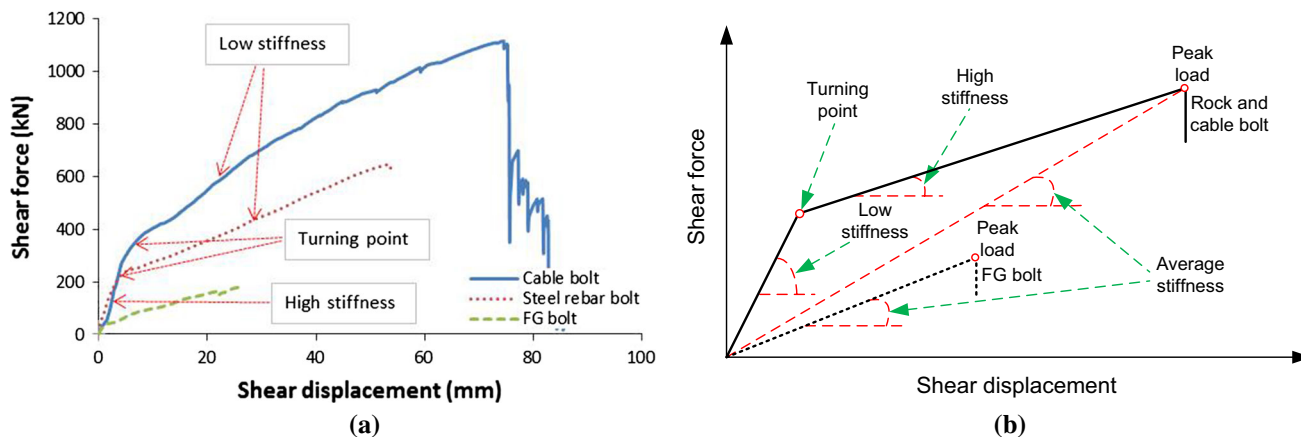 1200
1000
800
600
400
200
0
Shear force (kN)
Low stiffness
Turning point
High stiffness
Cable bolt
Steel rebar bolt
FG bolt
0
20
40
60
80
100
Shear displacement (mm)
(a)
Shear force
Turning
point
High
stiffness
Peak
load
Rock and
cable bolt
Low
stiffness
Peak
load
FG bolt
Average
stiffness
Shear displacement
(b)